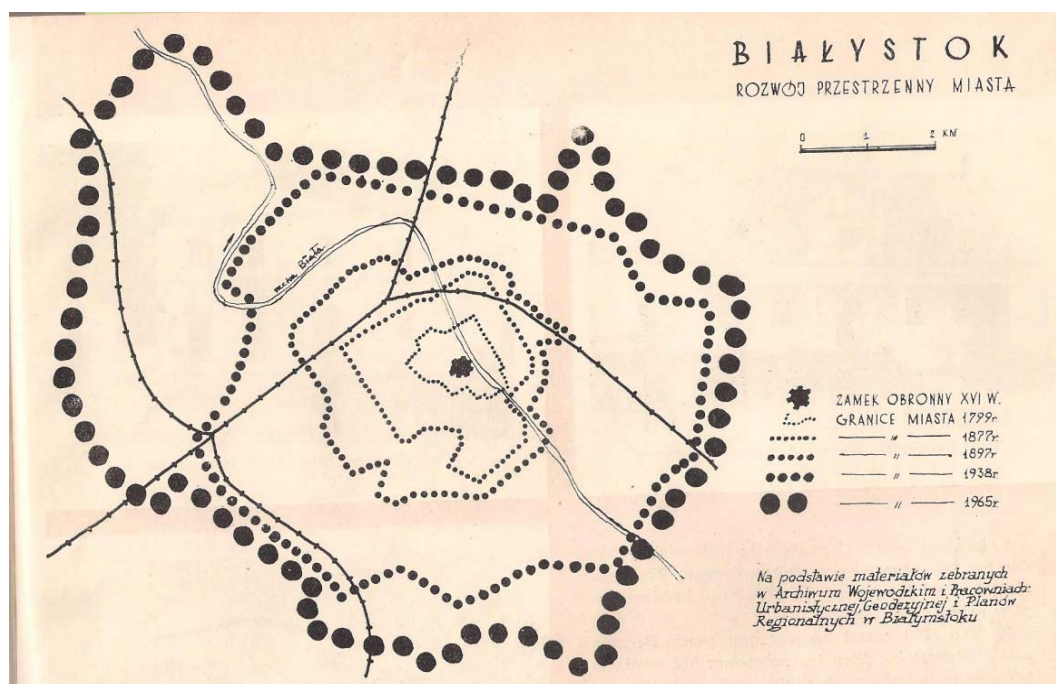 BIAŁYSTOK
ROZWÓJ PRZESTRZENNY MIASTA
0 1 2 KM
rzeka Biała
ZAMEK OBRONNY XVI W.
GRANICE MIASTA 1799r.
—— „ —— 1877r.
—— „ —— 1897r
—— „ —— 1938r.
—— „ —— 1965r.
Na podstawie materiałów zebranych
w Archiwum Wojewódzkim i Pracowniach:
Urbanistycznej, Geodezyjnej i Planów
Regionalnych w Białymstoku